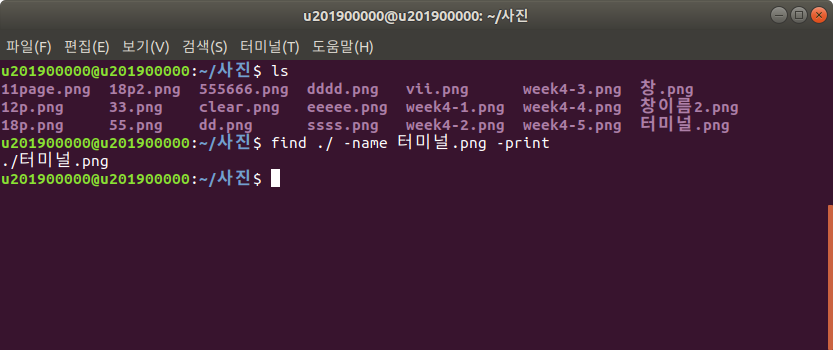 u201900000@u201900000: ~/사진
파일(F) 편집(E) 보기(V) 검색(S) 터미널(T) 도움말(H)
u201900000@u201900000:~/사진$ ls
11page.png 18p2.png 555666.png dddd.png vii.png week4-3.png 창.png
12p.png 33.png clear.png eeeee.png week4-1.png week4-4.png 창이름2.png
18p.png 55.png dd.png ssss.png week4-2.png week4-5.png 터미널.png
u201900000@u201900000:~/사진$ find ./ -name 터미널.png -print
./터미널.png
u201900000@u201900000:~/사진$